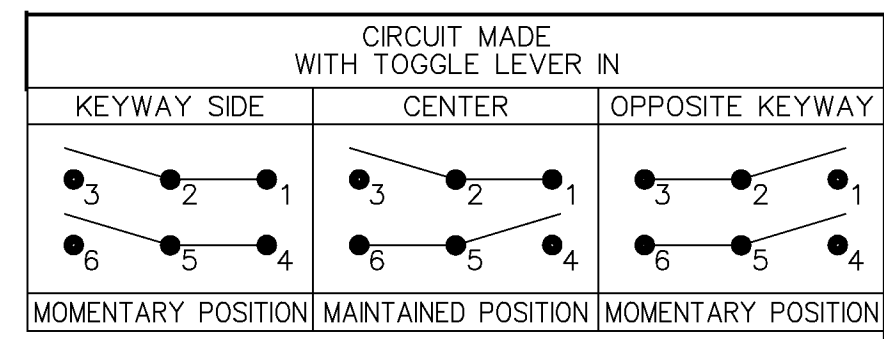 CIRCUIT MADE
WITH TOGGLE LEVER IN
KEYWAY SIDE CENTER OPPOSITE KEYWAY
3 2 1 3 2 1 3 2 1
6 5 4 6 5 4 6 5 4
MOMENTARY POSITION MAINTAINED POSITION MOMENTARY POSITION